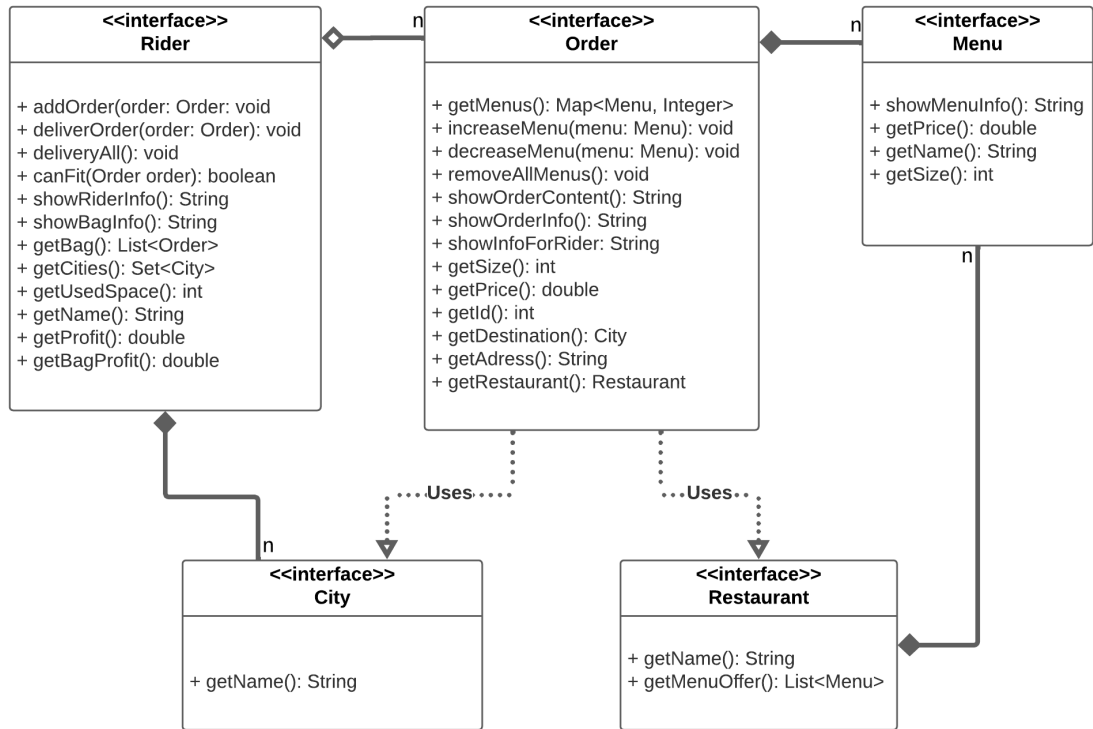 <<interface>>
Rider
+ addOrder(order: Order: void
+ deliverOrder(order: Order): void
+ deliveryAll(): void
+ canFit(Order order): boolean
+ showRiderInfo(): String
+ showBagInfo(): String
+ getBag(): List<Order>
+ getCities(): Set<City>
+ getUsedSpace(): int
+ getName(): String
+ getProfit(): double
+ getBagProfit(): double
n
<<interface>>
Order
+ getMenus(): Map<Menu, Integer>
+ increaseMenu(menu: Menu): void
+ decreaseMenu(menu: Menu): void
+ removeAllMenus(): void
+ showOrderContent(): String
+ showOrderInfo(): String
+ showInfoForRider: String
+ getSize(): int
+ getPrice(): double
+ getId(): int
+ getDestination(): City
+ getAdress(): String
+ getRestaurant(): Restaurant
n
<<interface>>
Menu
+ showMenuInfo(): String
+ getPrice(): double
+ getName(): String
+ getSize(): int
n
Uses
Uses
n
<<interface>>
City
+ getName(): String
<<interface>>
Restaurant
+ getName(): String
+ getMenuOffer(): List<Menu>